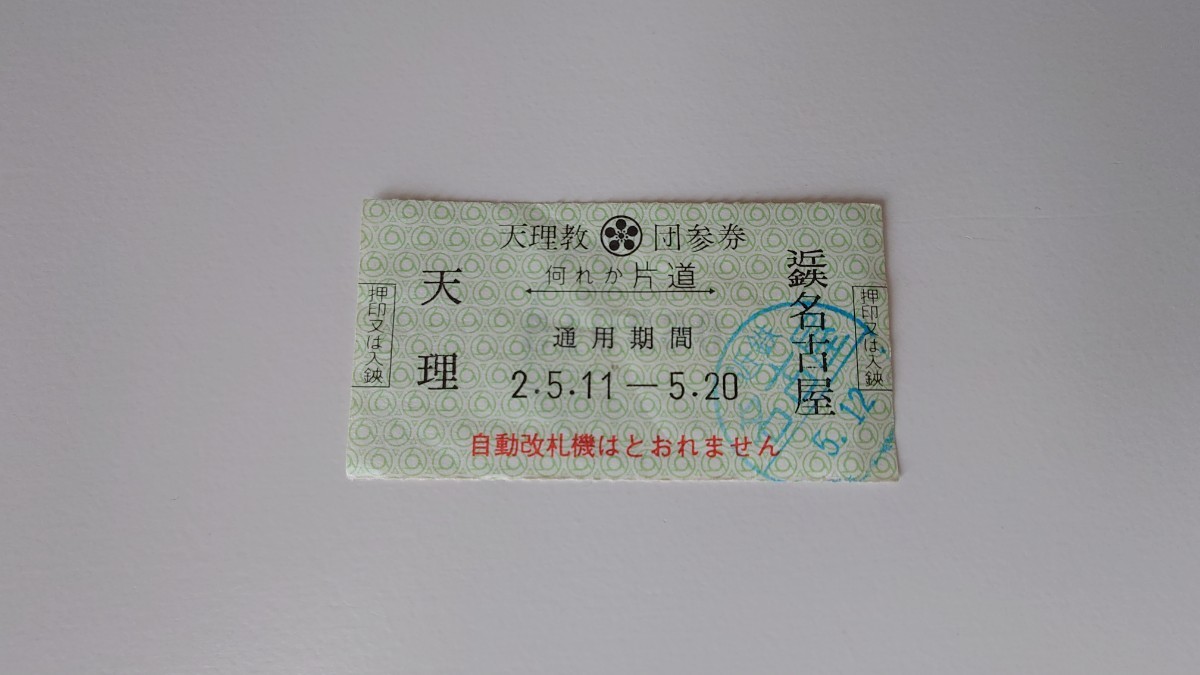 天理教 団参券
何れか片道
天理
近鉄名古屋
通用期間
2.5.11―5.20
自動改札機はとおれません
押印又は入鋏
押印又は入鋏
5.12